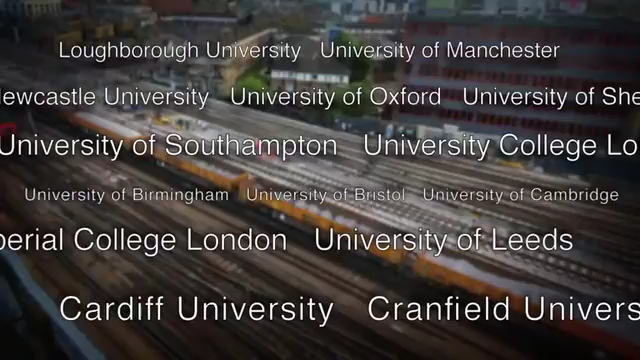 Loughborough University University of Manchester
ewcastle University University of Oxford University of She
University of Southampton University College Lo
University of Birmingham University of Bristol University of Cambridge
perial College London University of Leeds
Cardiff University Cranfield Univers